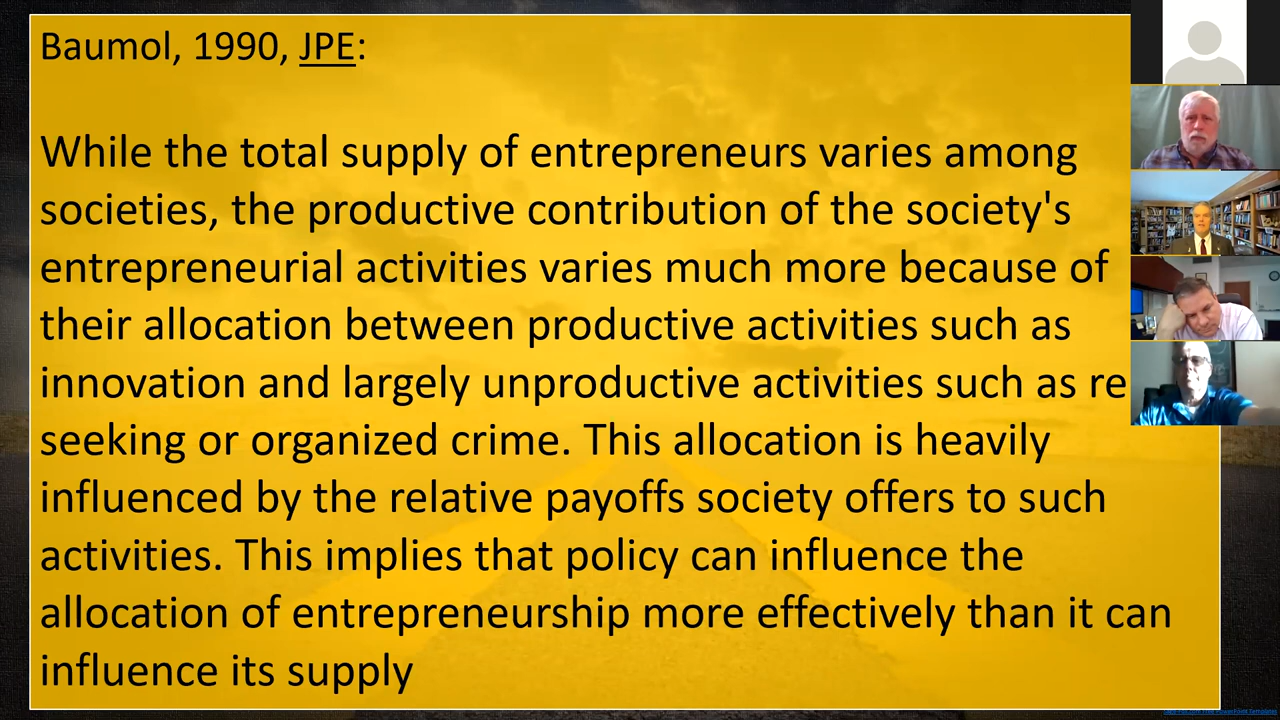 Baumol, 1990, JPE:
While the total supply of entrepreneurs varies among
societies, the productive contribution of the society's
entrepreneurial activities varies much more because of
their allocation between productive activities such as
innovation and largely unproductive activities such as re
seeking or organized crime. This allocation is heavily
influenced by the relative payoffs society offers to such
activities. This implies that policy can influence the
allocation of entrepreneurship more effectively than it can
influence its supply